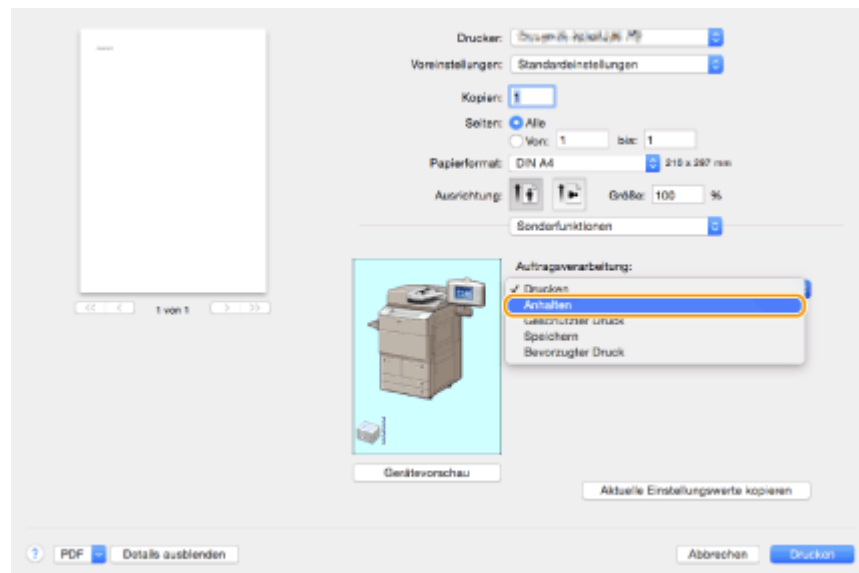 Drucker:
Voreinstellungen: Standardeinstellungen
Kopien: 1
Seiten: Alle
Von: 1 bis: 1
Papierformat: DIN A4 210 x 297 mm
Ausrichtung: Größe: 100 %
Sonderfunktionen
Auftragsverarbeitung:
✓ Drucken
Anhalten
Geschützter Druck
Speichern
Bevorzugter Druck
<< < 1 von 1 > >>
Gerätevorschau
Aktuelle Einstellungswerte kopieren
? PDF Details ausblenden Abbrechen Drucken